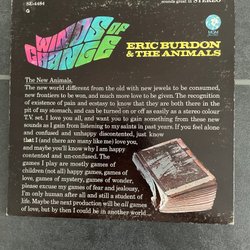 SE-4484
sounds great in STEREO
WINDS OF
CHANGE
ERIC BURDON
& THE ANIMALS
MGM
The New Animals.
The new world different from the old with new jewels to be consumed,
new frontiers to be won, and much more love to be given. The recognition
of existence of pain and ecstasy to know that they are both there in the
pit of my stomach, and can be turned on or off as easily as a stereo colour
T.V. set. I love you all, and want you to gain something from these new
sounds as I gain from listening to my saints in past years. If you feel alone
and confused and unhappy discontented, just know
that I (and there are many like me) love you,
and maybe you'll know why I am happy
contented and un-confused. The
games I play are mostly games of
children (not all) happy games, games of
love, games of mystery, games of wonder,
please excuse my games of fear and jealousy,
I'm only human after all and still a student of
life. Maybe the next production will be all games
of love, but by then I could be in another world ...